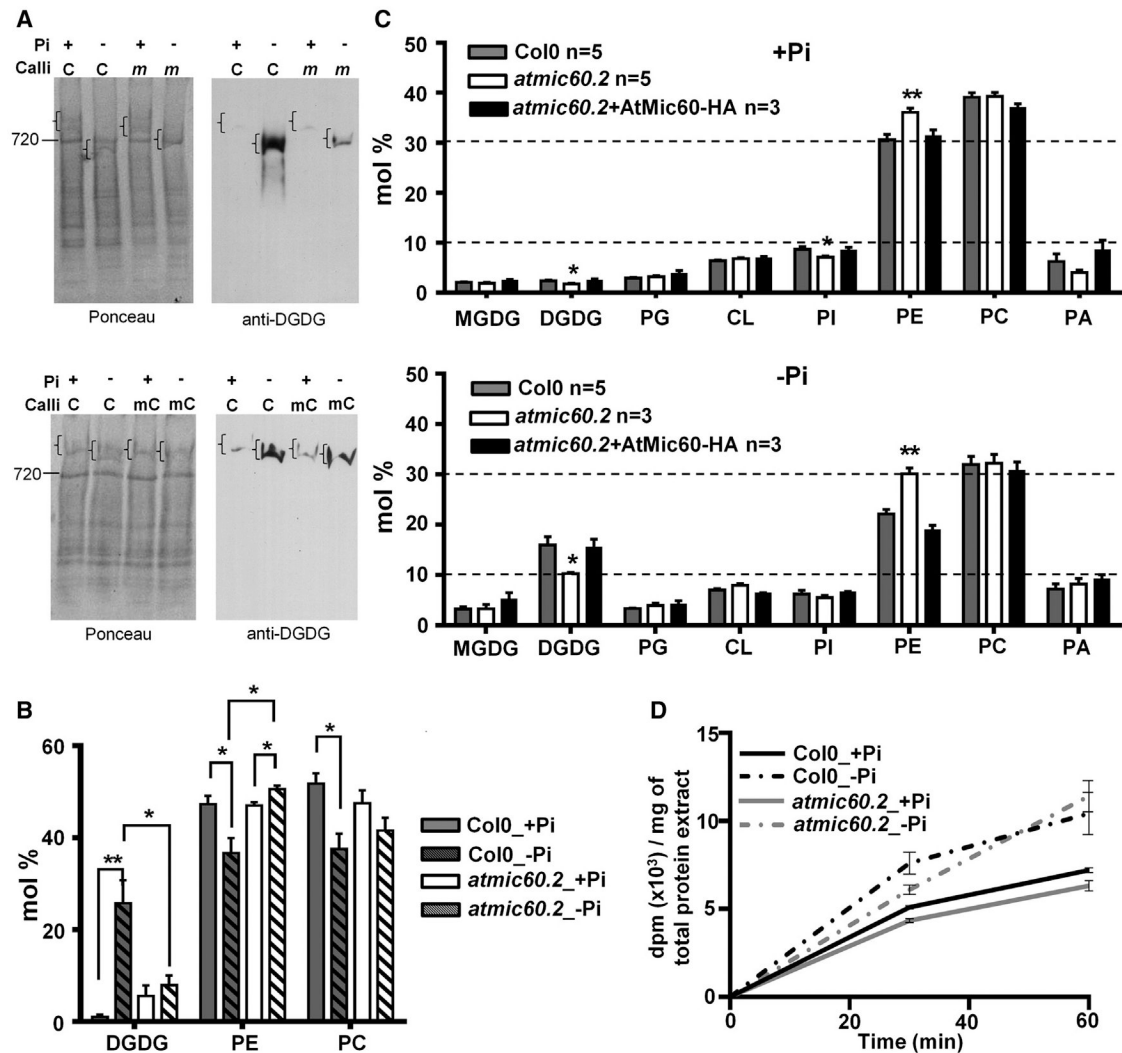 A
Pi + - + - + - + -
Calli C C m m C C m m
720
Ponceau anti-DGDG
Pi + - + - + - + -
Calli C C mC mC C C mC mC
720
Ponceau anti-DGDG
B
mol %
60
40
20
0
* * * * ** *
DGDG PE PC
Col0_+Pi
Col0_-Pi
atmic60.2_+Pi
atmic60.2_-Pi
C
+Pi
Col0 n=5
atmic60.2 n=5
atmic60.2+AtMic60-HA n=3
mol %
50
40
30
20
10
0
* * **
MGDG DGDG PG CL PI PE PC PA
-Pi
Col0 n=5
atmic60.2 n=3
atmic60.2+AtMic60-HA n=3
mol %
50
40
30
20
10
0
* **
MGDG DGDG PG CL PI PE PC PA
D
dpm (x10³) / mg of
total protein extract
15
10
5
0
Col0_+Pi
Col0_-Pi
atmic60.2_+Pi
atmic60.2_-Pi
0 20 40 60
Time (min)